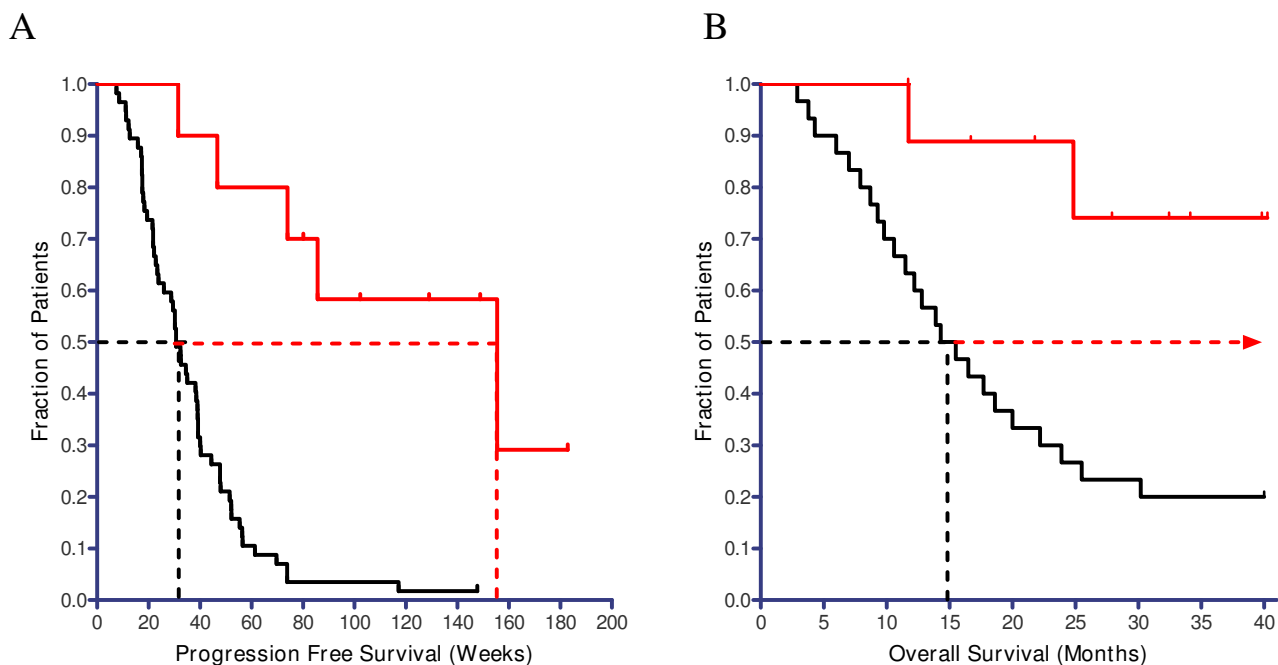 A
Fraction of Patients
1.0
0.9
0.8
0.7
0.6
0.5
0.4
0.3
0.2
0.1
0.0
0 20 40 60 80 100 120 140 160 180 200
Progression Free Survival (Weeks)
B
Fraction of Patients
1.0
0.9
0.8
0.7
0.6
0.5
0.4
0.3
0.2
0.1
0.0
0 5 10 15 20 25 30 35 40
Overall Survival (Months)